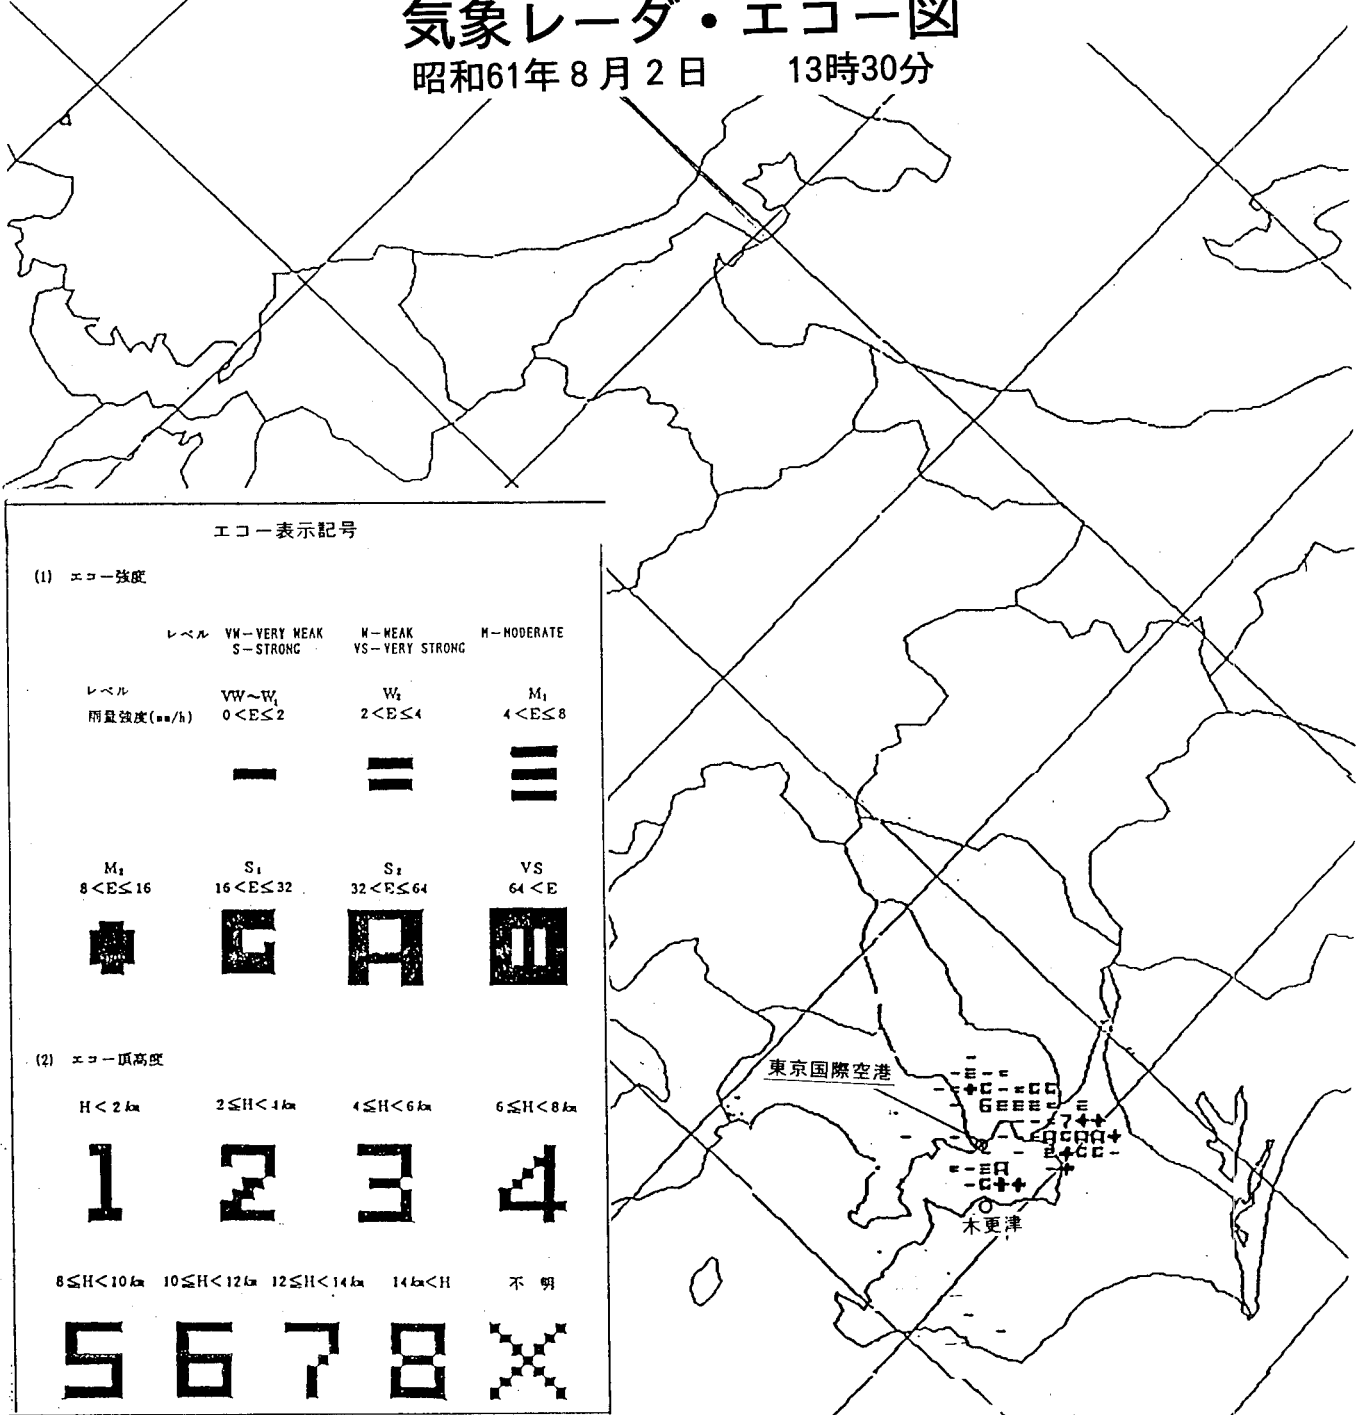 気象レーダ・エコー図
昭和61年8月2日 13時30分
エコー表示記号
(1) エコー強度
レベル VW-VERY WEAK W-WEAK M-MODERATE
S-STRONG VS-VERY STRONG
レベル VW～W₁ W₂ M₁
雨量強度(mm/h) 0<E≦2 2<E≦4 4<E≦8
M₂ S₁ S₂ VS
8<E≦16 16<E≦32 32<E≦64 64<E
(2) エコー頂高度
H<2km 2≦H<4km 4≦H<6km 6≦H<8km
1 2 3 4
8≦H<10km 10≦H<12km 12≦H<14km 14km<H 不明
5 6 7 8 X
東京国際空港
木更津